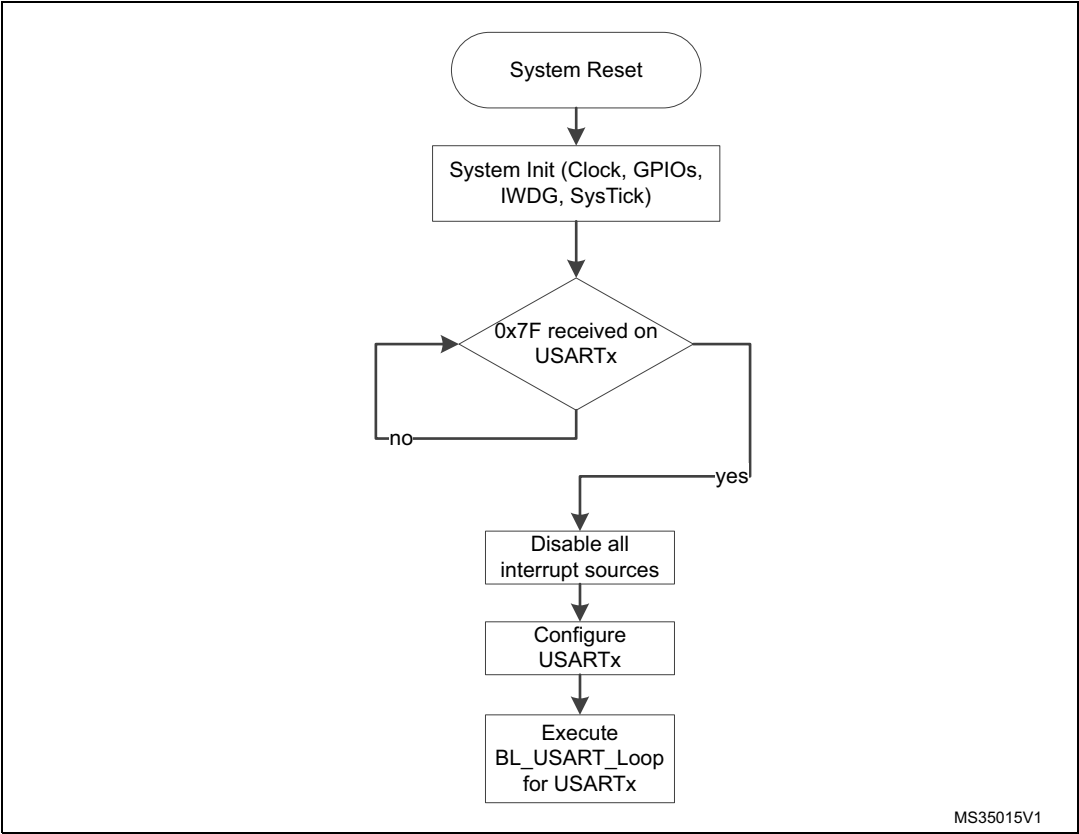 System Reset
System Init (Clock, GPIOs,
IWDG, SysTick)
0x7F received on
USARTx
no
yes
Disable all
interrupt sources
Configure
USARTx
Execute
BL_USART_Loop
for USARTx
MS35015V1